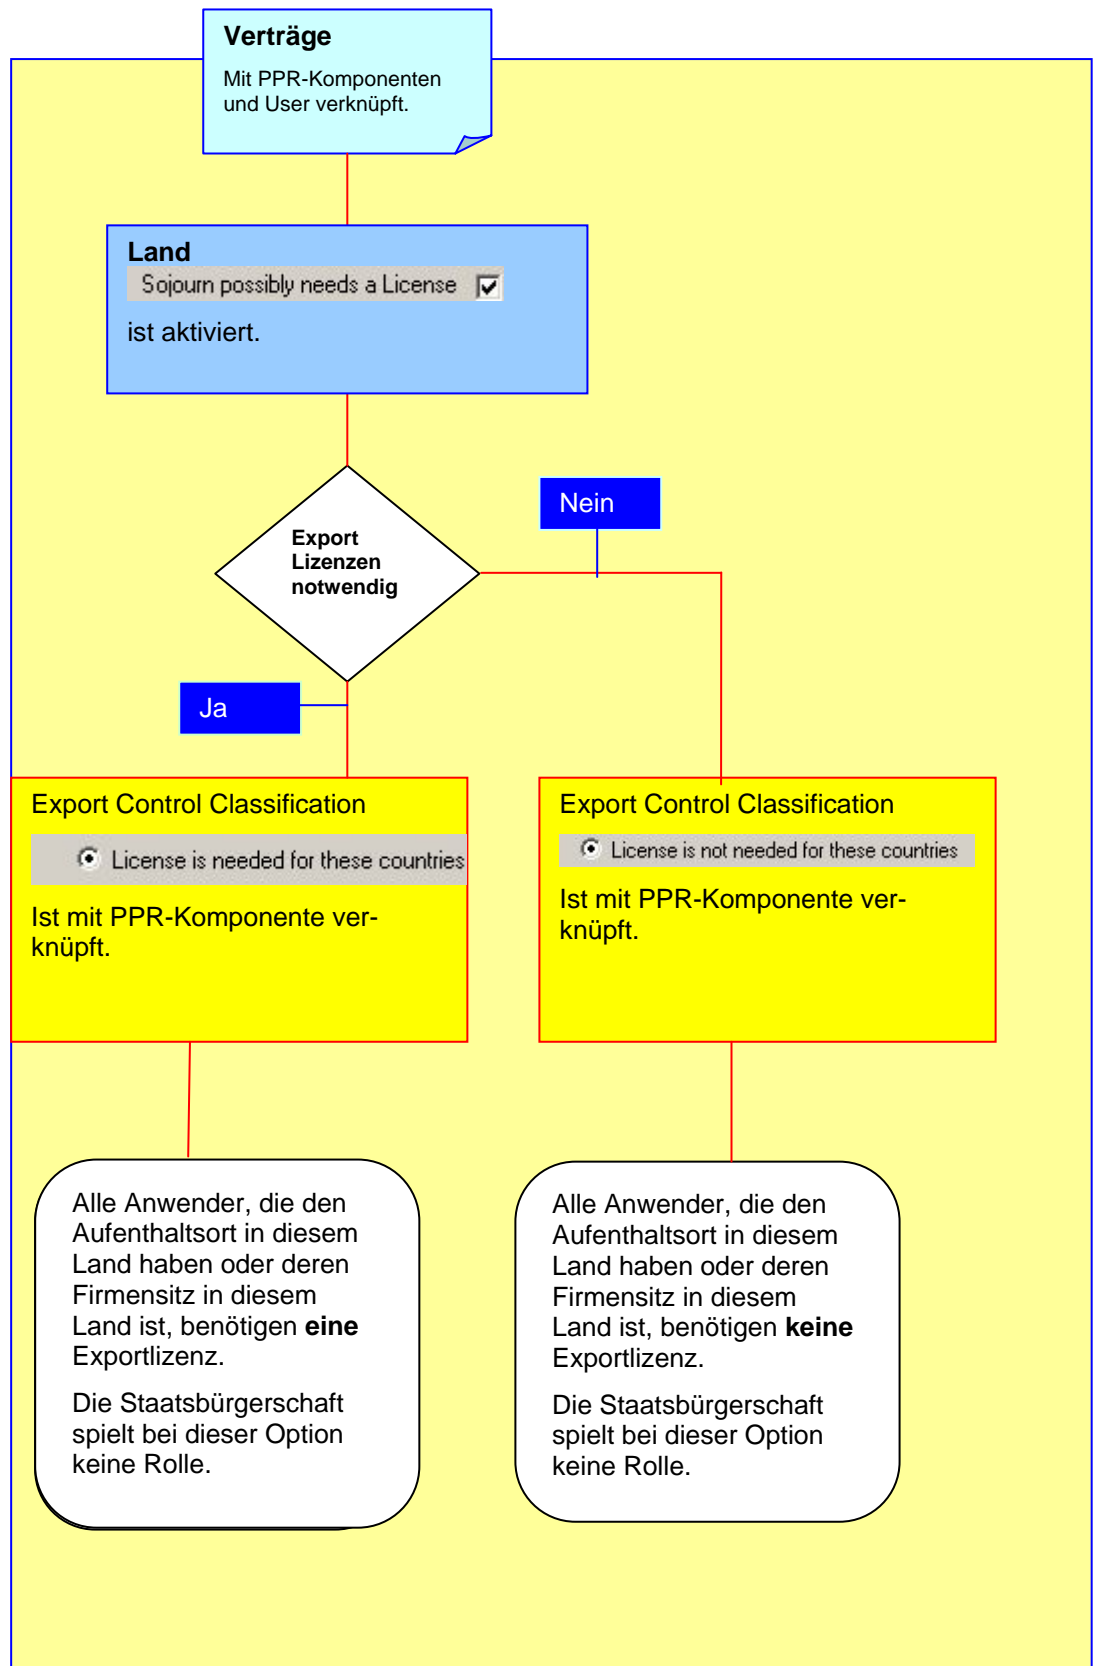 Verträge
Mit PPR-Komponenten
und User verknüpft.
Land
Sojourn possibly needs a License
ist aktiviert.
Nein
Export
Lizenzen
notwendig
Ja
Export Control Classification
License is needed for these countries
Ist mit PPR-Komponente ver-
knüpft.
Export Control Classification
License is not needed for these countries
Ist mit PPR-Komponente ver-
knüpft.
Alle Anwender, die den
Aufenthaltsort in diesem
Land haben oder deren
Firmensitz in diesem
Land ist, benötigen eine
Exportlizenz.
Die Staatsbürgerschaft
spielt bei dieser Option
keine Rolle.
Alle Anwender, die den
Aufenthaltsort in diesem
Land haben oder deren
Firmensitz in diesem
Land ist, benötigen keine
Exportlizenz.
Die Staatsbürgerschaft
spielt bei dieser Option
keine Rolle.